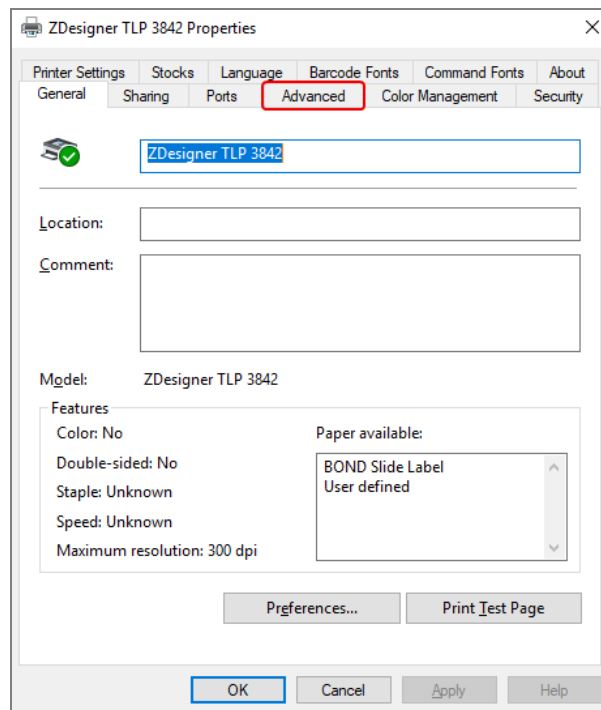 ZDesigner TLP 3842 Properties
Printer Settings Stocks Language Barcode Fonts Command Fonts About
General Sharing Ports Advanced Color Management Security
ZDesigner TLP 3842
Location:
Comment:
Model: ZDesigner TLP 3842
Features
Color: No
Paper available:
Double-sided: No
BOND Slide Label
User defined
Staple: Unknown
Speed: Unknown
Maximum resolution: 300 dpi
Preferences... Print Test Page
OK Cancel Apply Help